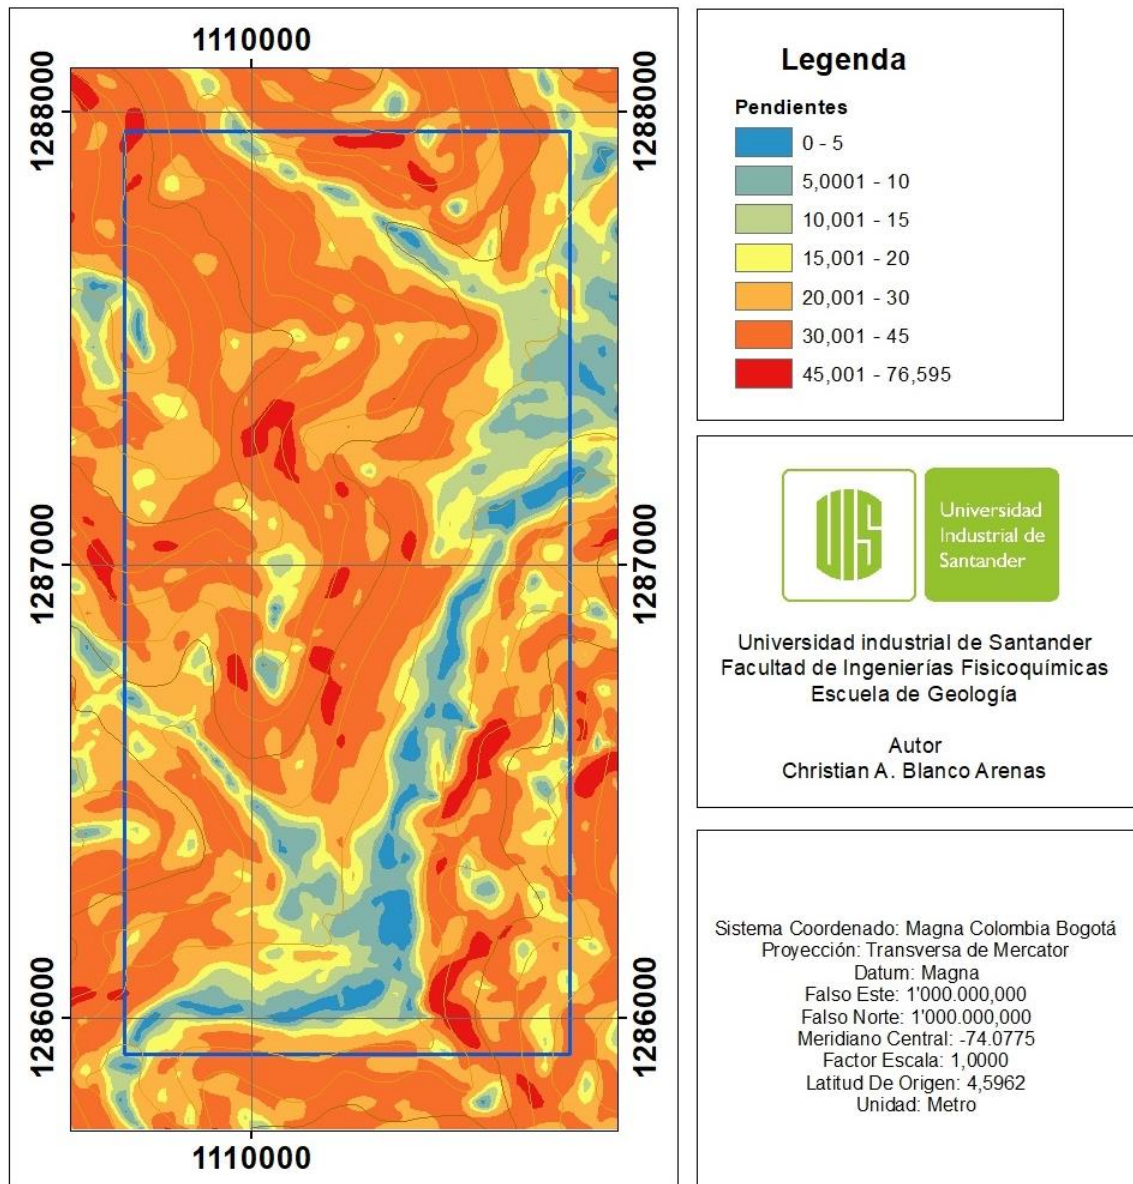 1110000
1288000
1288000
1287000
1287000
1286000
1286000
1110000
Legenda
Pendientes
0 - 5
5,0001 - 10
10,001 - 15
15,001 - 20
20,001 - 30
30,001 - 45
45,001 - 76,595
UIS
Universidad
Industrial de
Santander
Universidad industrial de Santander
Facultad de Ingenierías Fisicoquímicas
Escuela de Geología
Autor
Christian A. Blanco Arenas
Sistema Coordenado: Magna Colombia Bogotá
Proyección: Transversa de Mercator
Datum: Magna
Falso Este: 1'000.000,000
Falso Norte: 1'000.000,000
Meridiano Central: -74.0775
Factor Escala: 1,0000
Latitud De Origen: 4,5962
Unidad: Metro